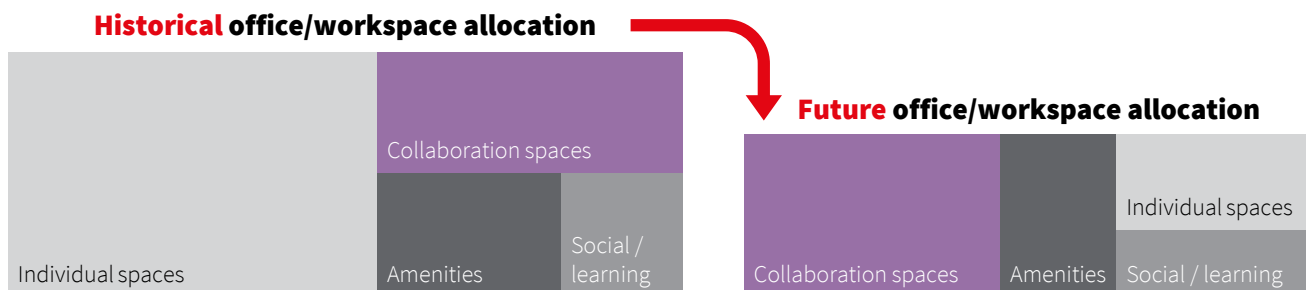 Historical office/workspace allocation
Collaboration spaces
Individual spaces
Amenities
Social /
learning
Future office/workspace allocation
Collaboration spaces
Amenities
Individual spaces
Social / learning